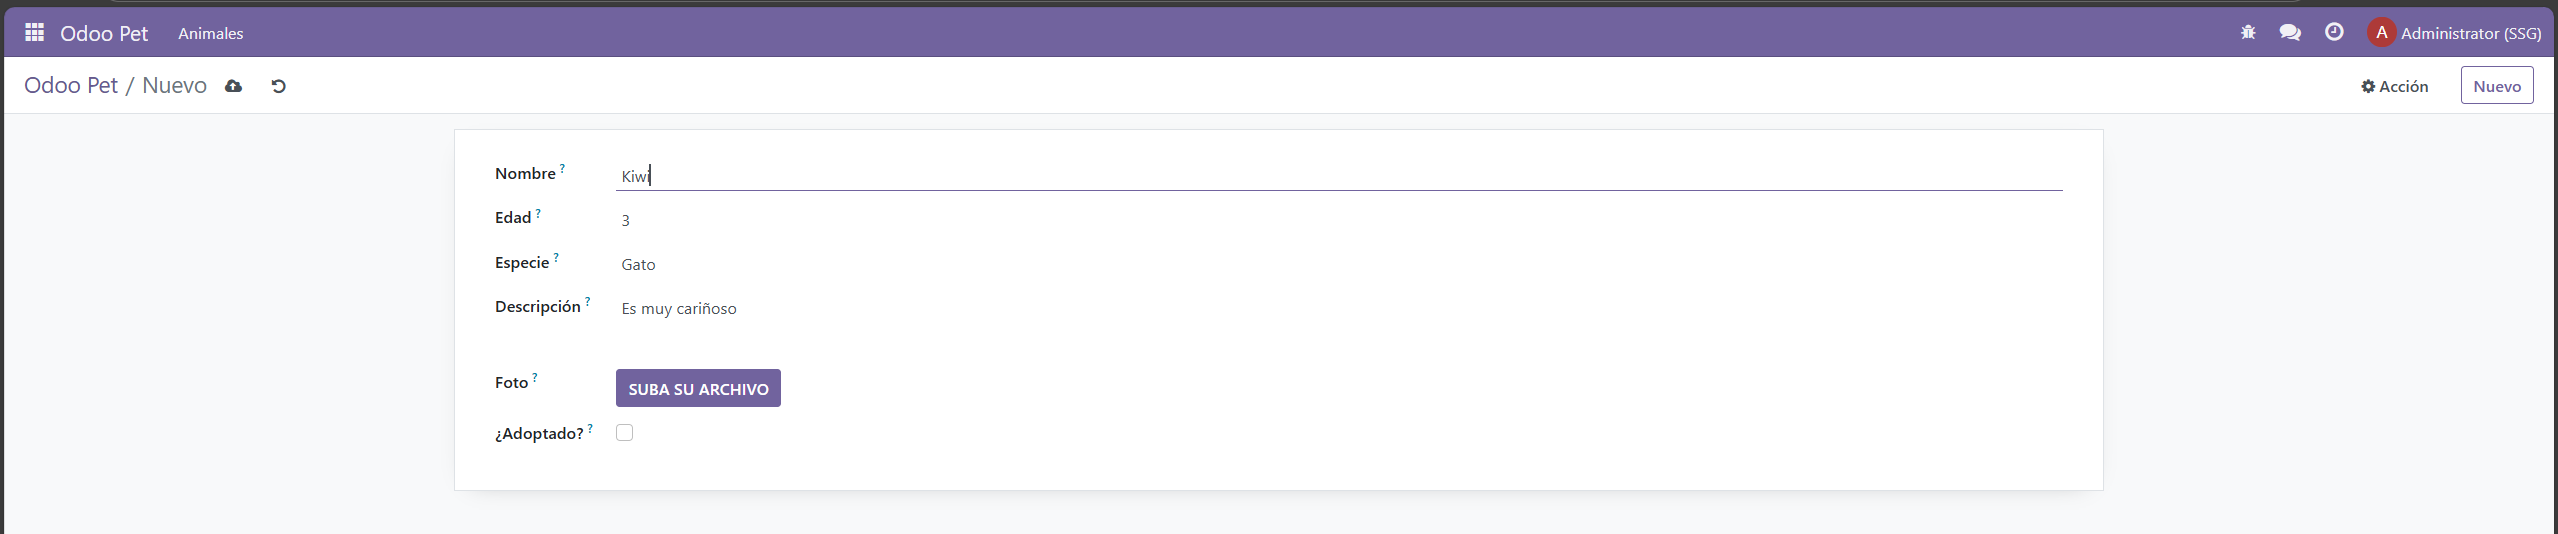 Odoo Pet Animales A Administrator (SSG)
Odoo Pet / Nuevo Acción Nuevo
Nombre ? Kiwi
Edad ? 3
Especie ? Gato
Descripción ? Es muy cariñoso
Foto ? SUBA SU ARCHIVO
¿Adoptado? ?